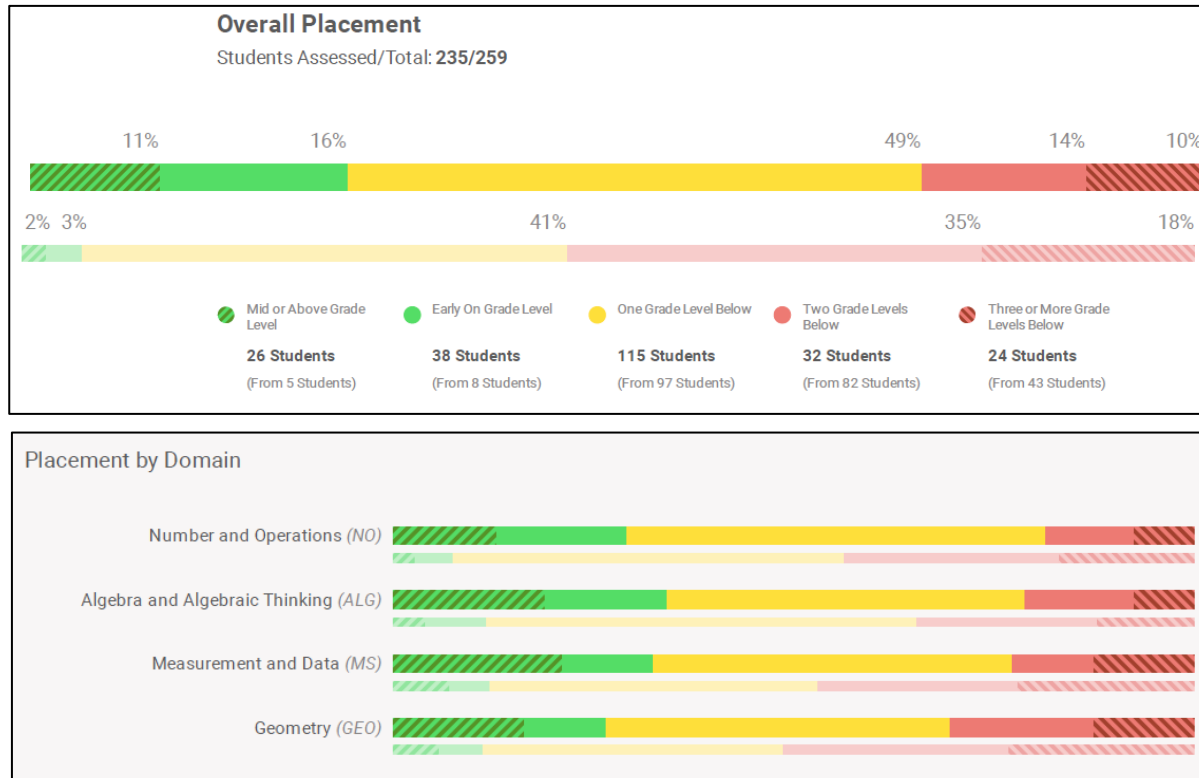 Overall Placement
Students Assessed/Total: 235/259
11% 16% 49% 14% 10%
2% 3% 41% 35% 18%
Mid or Above Grade Level
26 Students
(From 5 Students)
Early On Grade Level
38 Students
(From 8 Students)
One Grade Level Below
115 Students
(From 97 Students)
Two Grade Levels
Below
32 Students
(From 82 Students)
Three or More Grade
Levels Below
24 Students
(From 43 Students)
Placement by Domain
Number and Operations (NO)
Algebra and Algebraic Thinking (ALG)
Measurement and Data (MS)
Geometry (GEO)